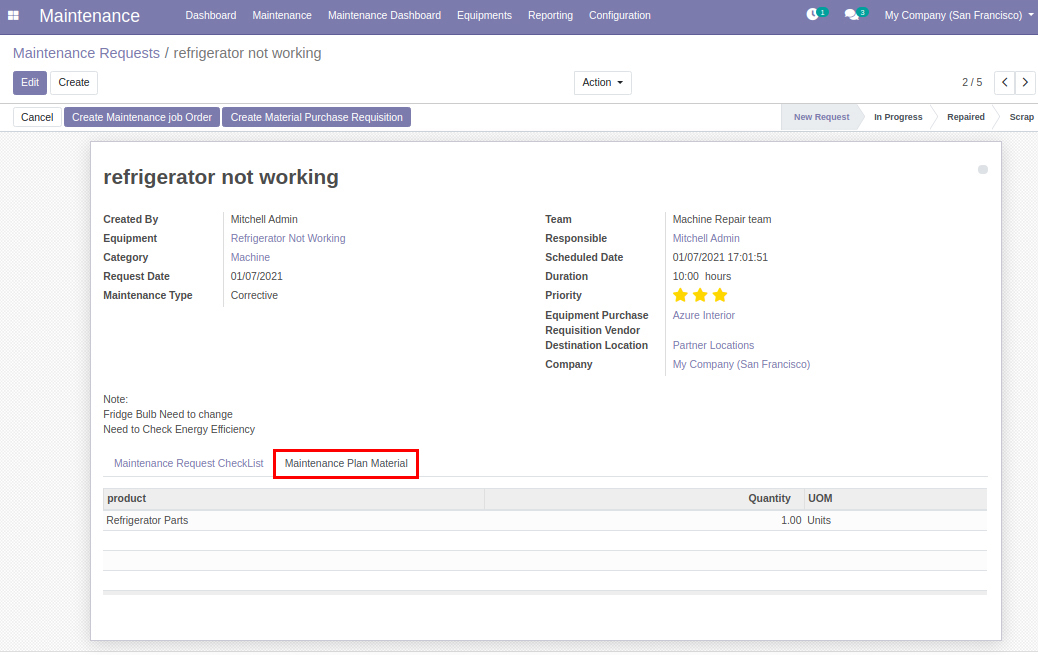 Maintenance Dashboard Maintenance Maintenance Dashboard Equipments Reporting Configuration 1 3 My Company (San Francisco)
Maintenance Requests / refrigerator not working
Edit Create Action 2 / 5
Cancel Create Maintenance job Order Create Material Purchase Requisition New Request In Progress Repaired Scrap
refrigerator not working
Created By Mitchell Admin
Equipment Refrigerator Not Working
Category Machine
Request Date 01/07/2021
Maintenance Type Corrective
Team Machine Repair team
Responsible Mitchell Admin
Scheduled Date 01/07/2021 17:01:51
Duration 10:00 hours
Priority
Equipment Purchase Azure Interior
Requisition Vendor
Destination Location Partner Locations
Company My Company (San Francisco)
Note:
Fridge Bulb Need to change
Need to Check Energy Efficiency
Maintenance Request CheckList Maintenance Plan Material
product Quantity UOM
Refrigerator Parts 1.00 Units